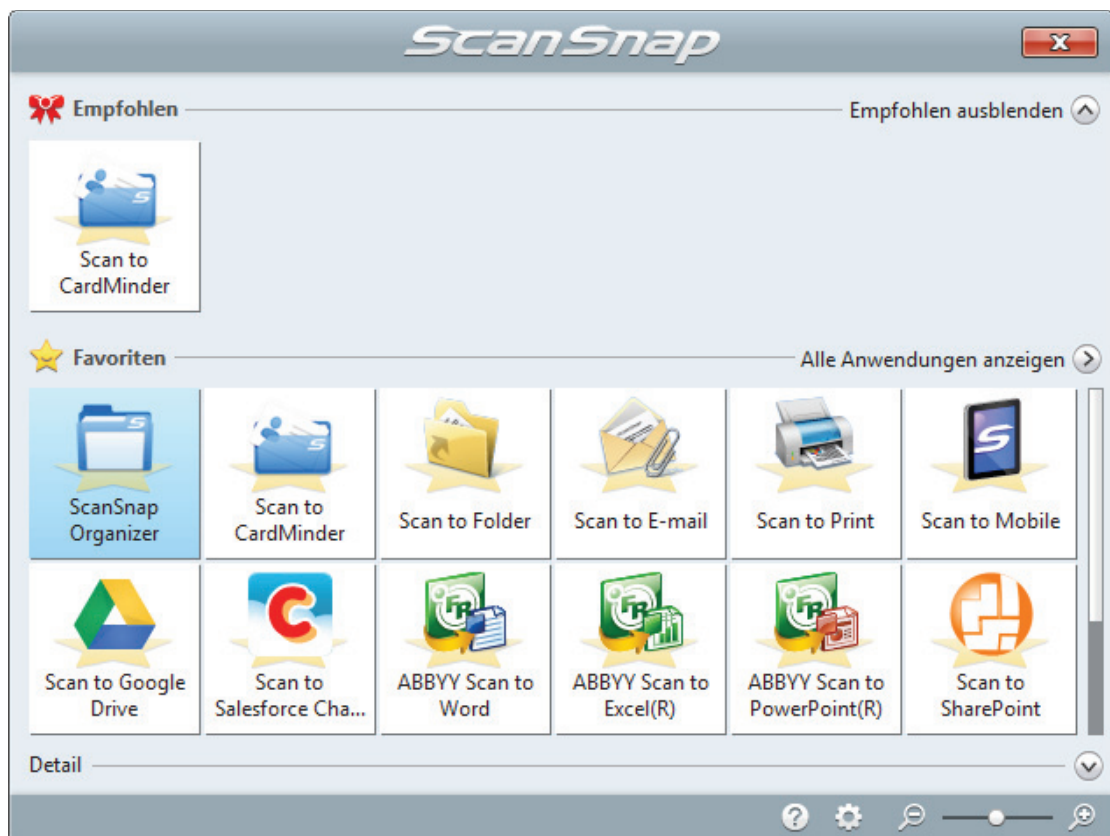 ScanSnap
Empfohlen
Empfohlen ausblenden
Scan to
CardMinder
Favoriten
Alle Anwendungen anzeigen
ScanSnap
Organizer
Scan to
CardMinder
Scan to Folder
Scan to E-mail
Scan to Print
Scan to Mobile
Scan to Google
Drive
Scan to
Salesforce Cha...
ABBYY Scan to
Word
ABBYY Scan to
Excel(R)
ABBYY Scan to
PowerPoint(R)
Scan to
SharePoint
Detail